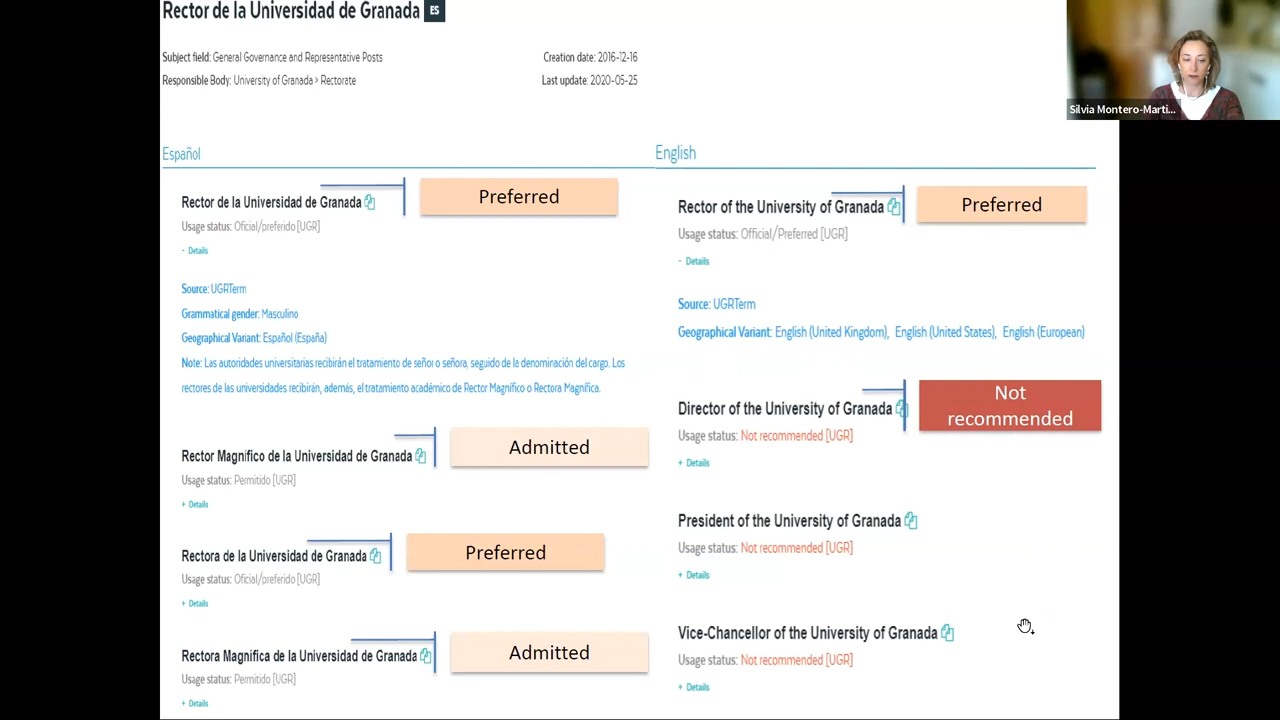 Rector de la Universidad de Granada ES
Subject field: General Governance and Representative Posts
Creation date: 2016-12-16
Responsible Body: University of Granada > Rectorate
Last update: 2020-05-25
Silvia Montero-Marti...
Español
Rector de la Universidad de Granada
Preferred
Usage status: Oficial/preferido [UGR]
- Details
Source: UGRTerm
Grammatical gender: Masculino
Geographical Variant: Español (España)
Note: Las autoridades universitarias recibirán el tratamiento de señor o señora, seguido de la denominación del cargo. Los
rectores de las universidades recibirán, además, el tratamiento académico de Rector Magnífico o Rectora Magnífica.
Rector Magnífico de la Universidad de Granada
Admitted
Usage status: Permitido [UGR]
+ Details
Rectora de la Universidad de Granada
Preferred
Usage status: Oficial/preferido [UGR]
+ Details
Rectora Magnífica de la Universidad de Granada
Admitted
Usage status: Permitido [UGR]
+ Details
English
Rector of the University of Granada
Preferred
Usage status: Official/Preferred [UGR]
- Details
Source: UGRTerm
Geographical Variant: English (United Kingdom), English (United States), English (European)
Director of the University of Granada
Not
recommended
Usage status: Not recommended [UGR]
+ Details
President of the University of Granada
Usage status: Not recommended [UGR]
+ Details
Vice-Chancellor of the University of Granada
Usage status: Not recommended [UGR]
+ Details